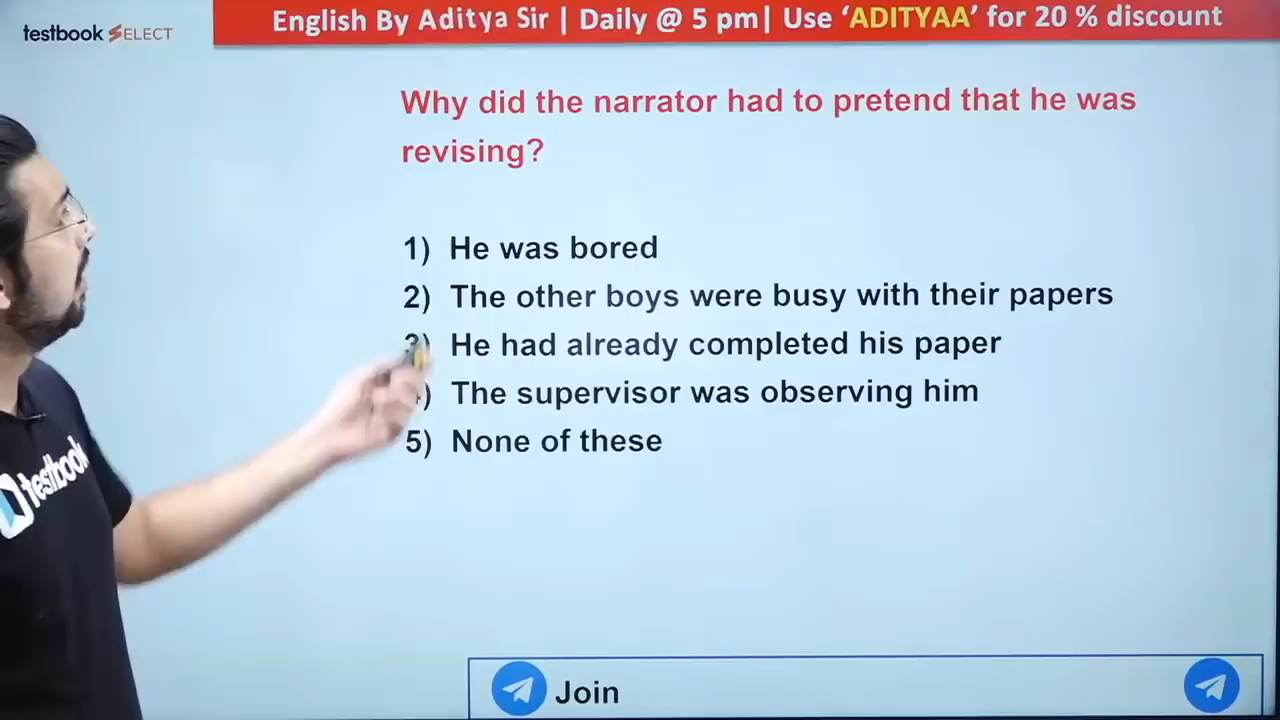 testbook SELECT
English By Aditya Sir | Daily @ 5 pm| Use ‘ADITYAA’ for 20 % discount
Why did the narrator had to pretend that he was
revising?
1) He was bored
2) The other boys were busy with their papers
3) He had already completed his paper
) The supervisor was observing him
5) None of these
testbook
Join